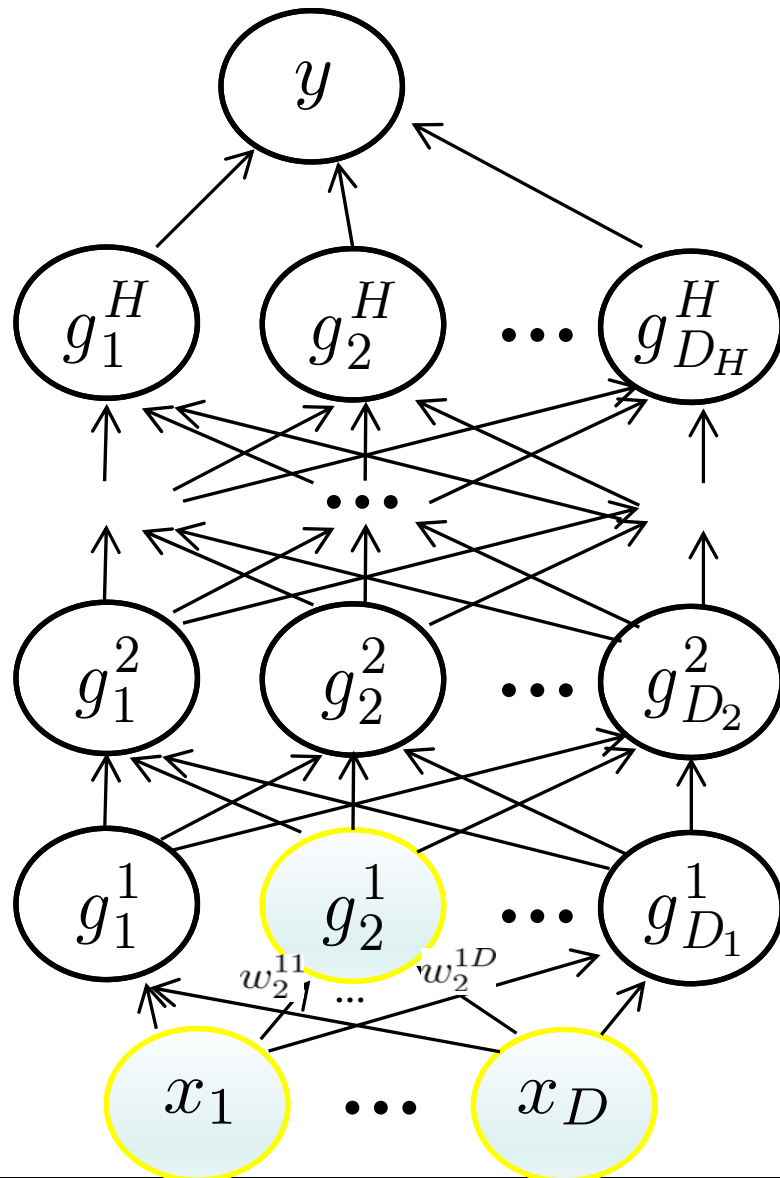 y
g_1^H g_2^H ... g_{D_H}^H
...
g_1^2 g_2^2 ... g_{D_2}^2
g_1^1 g_2^1 ... g_{D_1}^1
w_2^{11} ... w_2^{1D}
x_1 ... x_D